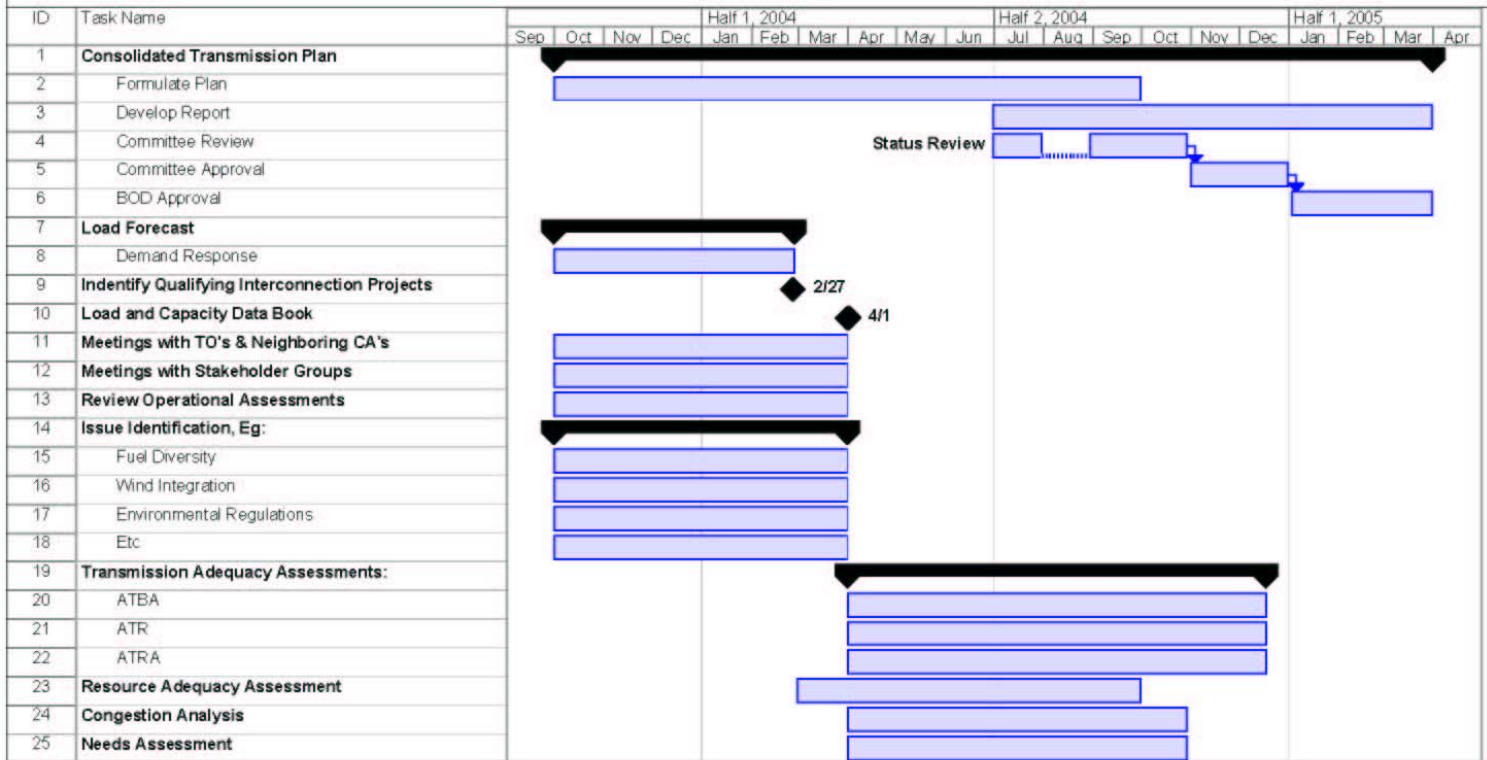 ID Task Name Half 1, 2004 Half 2, 2004 Half 1, 2005
Sep Oct Nov Dec Jan Feb Mar Apr May Jun Jul Aug Sep Oct Nov Dec Jan Feb Mar Apr
1 Consolidated Transmission Plan
2 Formulate Plan
3 Develop Report
4 Committee Review Status Review
5 Committee Approval
6 BOD Approval
7 Load Forecast
8 Demand Response
9 Indentify Qualifying Interconnection Projects 2/27
10 Load and Capacity Data Book 4/1
11 Meetings with TO's & Neighboring CA's
12 Meetings with Stakeholder Groups
13 Review Operational Assessments
14 Issue Identification, Eg:
15 Fuel Diversity
16 Wind Integration
17 Environmental Regulations
18 Etc
19 Transmission Adequacy Assessments:
20 ATBA
21 ATR
22 ATRA
23 Resource Adequacy Assessment
24 Congestion Analysis
25 Needs Assessment